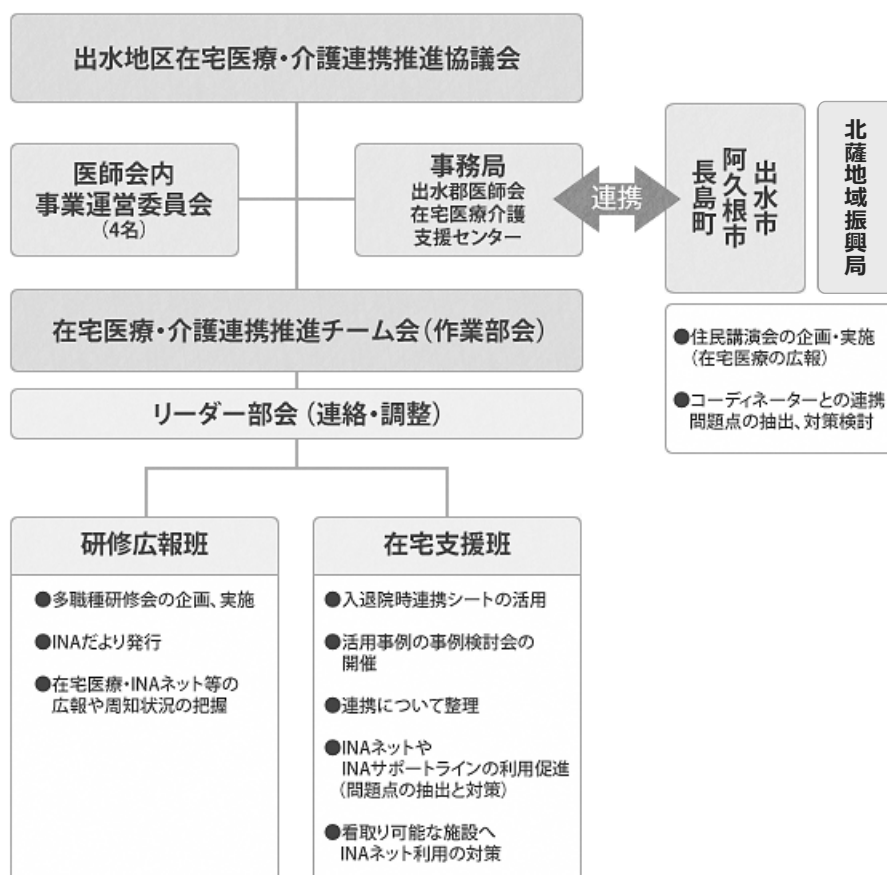 出水地区在宅医療・介護連携推進協議会
医師会内
事業運営委員会
(4名)
事務局
出水郡医師会
在宅医療介護
支援センター
連携
出水市
阿久根市
長島町
北薩地域振興局
●住民講演会の企画・実施
(在宅医療の広報)
●コーディネーターとの連携
問題点の抽出、対策検討
在宅医療・介護連携推進チーム会(作業部会)
リーダー部会(連絡・調整)
研修広報班
●多職種研修会の企画、実施
●INAだより発行
●在宅医療・INAネット等の
広報や周知状況の把握
在宅支援班
●入退院時連携シートの活用
●活用事例の事例検討会の
開催
●連携について整理
●INAネットや
INAサポートラインの利用促進
(問題点の抽出と対策)
●看取り可能な施設へ
INAネット利用の対策